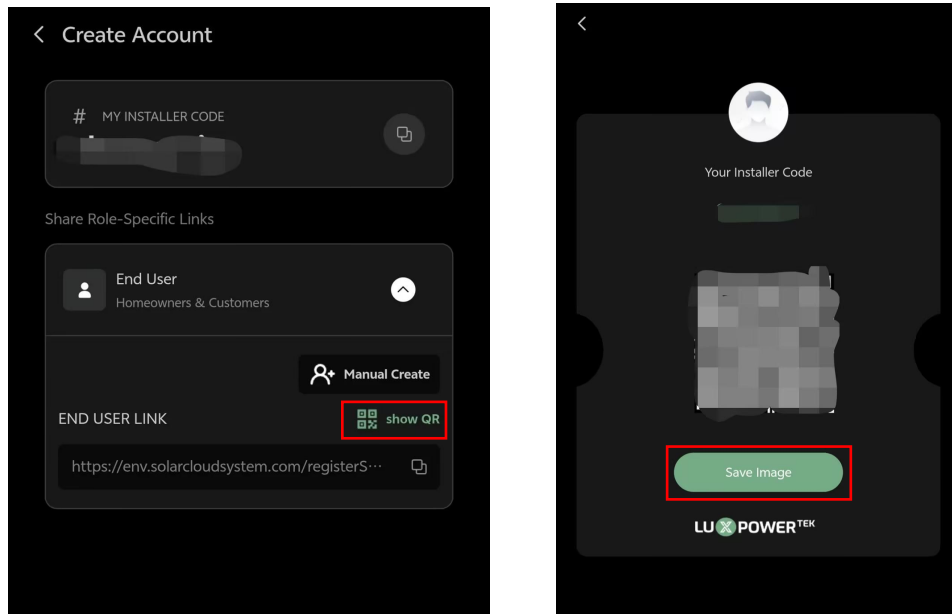 Create Account
# MY INSTALLER CODE
Share Role-Specific Links
End User
Homeowners & Customers
Manual Create
END USER LINK
show QR
https://env.solarcloudsystem.com/registerS···
Your Installer Code
Save Image
LUXPOWERTEK